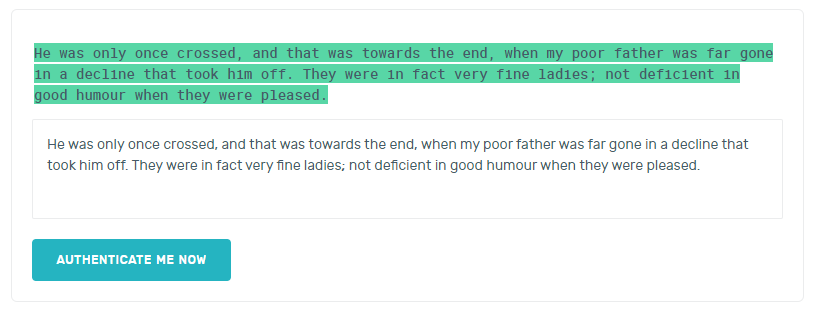 He was only once crossed, and that was towards the end, when my poor father was far gone
in a decline that took him off. They were in fact very fine ladies; not deficient in
good humour when they were pleased.
He was only once crossed, and that was towards the end, when my poor father was far gone in a decline that
took him off. They were in fact very fine ladies; not deficient in good humour when they were pleased.
AUTHENTICATE ME NOW